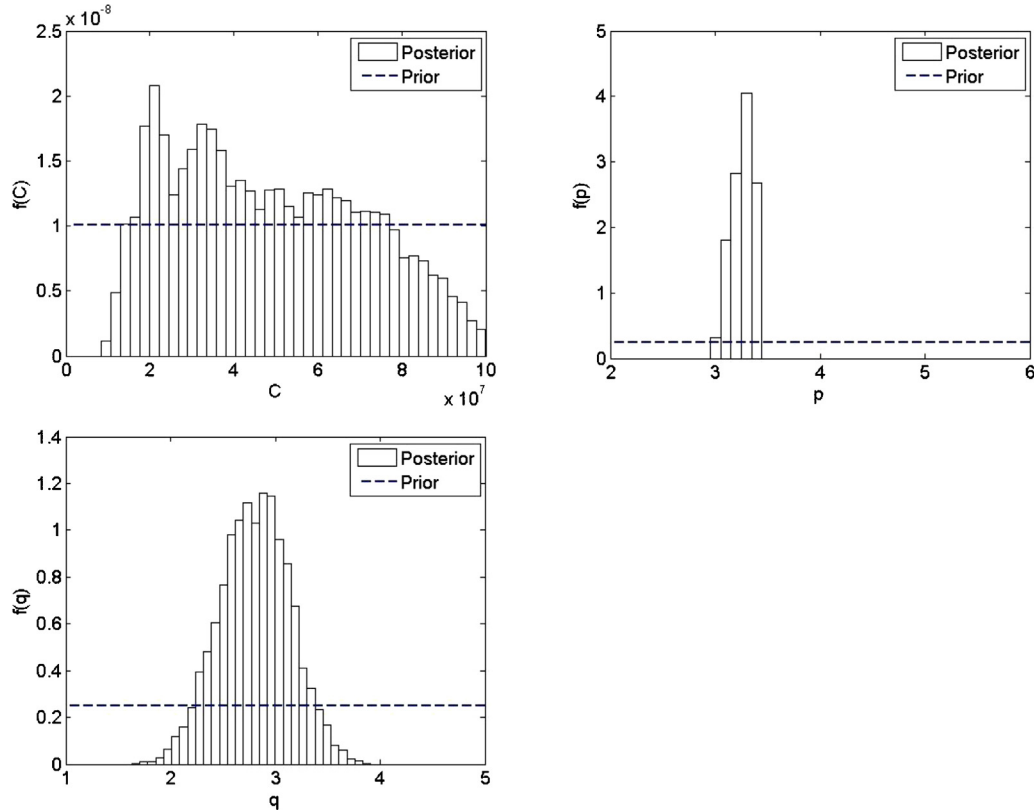 x 10^-8
2.5
2
1.5
1
0.5
0
f(C)
Posterior
Prior
0 2 4 6 8 10
C
x 10^7
5
4
3
2
1
0
f(p)
Posterior
Prior
2 3 4 5 6
p
1.4
1.2
1
0.8
0.6
0.4
0.2
0
f(q)
Posterior
Prior
1 2 3 4 5
q